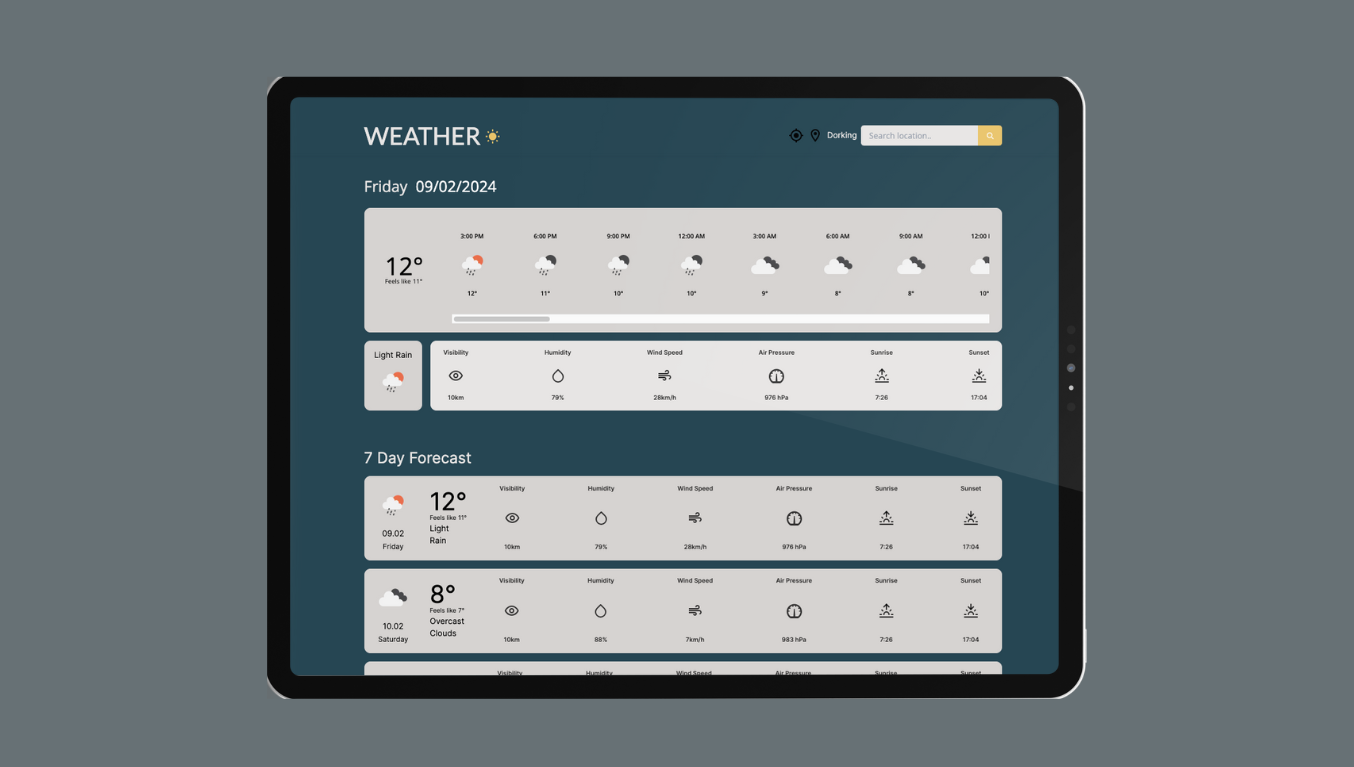 WEATHER
Dorking
Search location..
Friday 09/02/2024
3:00 PM 6:00 PM 9:00 PM 12:00 AM 3:00 AM 6:00 AM 9:00 AM 12:00
12°
Feels like 11°
12° 11° 10° 10° 9° 8° 8° 10°
Light Rain
Visibility Humidity Wind Speed Air Pressure Sunrise Sunset
10km 79% 28km/h 976 hPa 7:26 17:04
7 Day Forecast
Visibility Humidity Wind Speed Air Pressure Sunrise Sunset
12°
Feels like 11°
Light
Rain
09.02
Friday
10km 79% 28km/h 976 hPa 7:26 17:04
Visibility Humidity Wind Speed Air Pressure Sunrise Sunset
8°
Feels like 7°
Overcast
Clouds
10.02
Saturday
10km 88% 7km/h 983 hPa 7:26 17:04
Visibility Humidity Wind Speed Air Pressure Sunrise Sunset